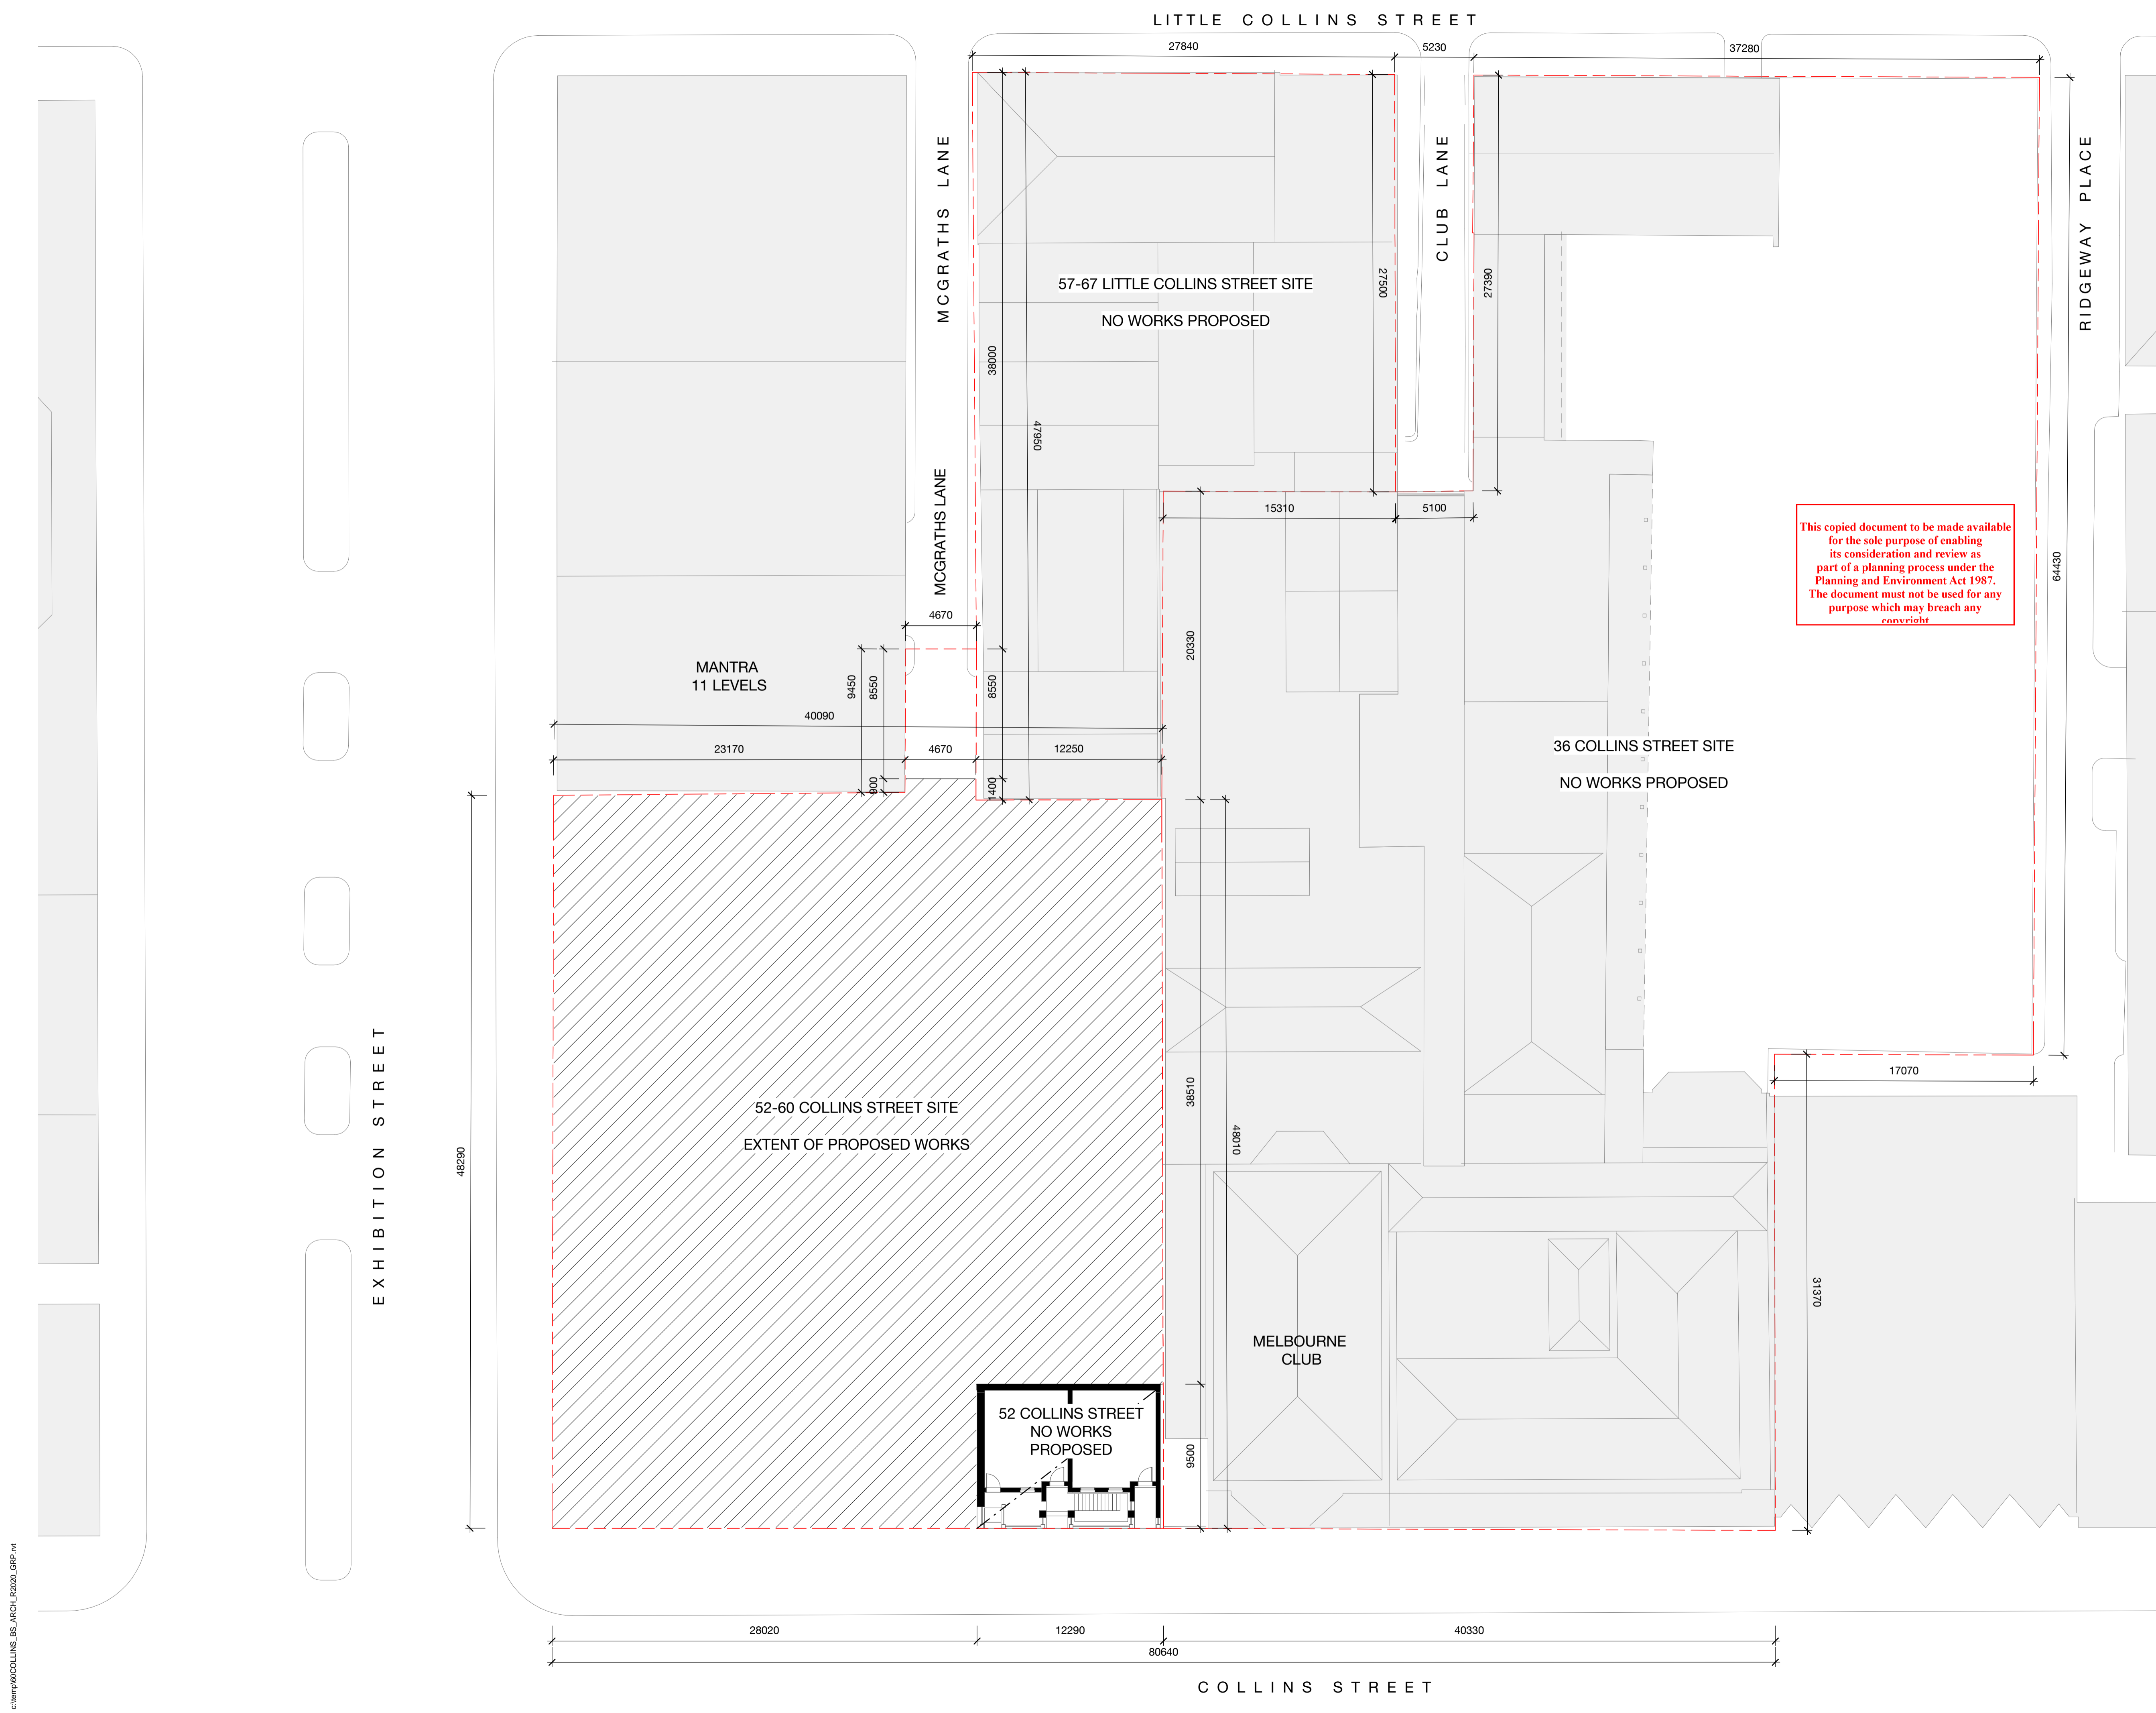 LITTLE COLLINS STREET
27840
5230
37280
MCGRATHS LANE
CLUB LANE
RIDGEWAY PLACE
57-67 LITTLE COLLINS STREET SITE
NO WORKS PROPOSED
27500
27390
38000
47950
MCGRATHS LANE
15310
5100
This copied document to be made available
for the sole purpose of enabling
its consideration and review as
part of a planning process under the
Planning and Environment Act 1987.
The document must not be used for any
purpose which may breach any
copyright
64430
4670
20330
MANTRA
11 LEVELS
9450
8550
8550
40090
23170
4670
12250
900
1400
36 COLLINS STREET SITE
NO WORKS PROPOSED
17070
EXHIBITION STREET
48290
52-60 COLLINS STREET SITE
EXTENT OF PROPOSED WORKS
38510
48010
31370
MELBOURNE
CLUB
52 COLLINS STREET
NO WORKS
PROPOSED
9500
28020
12290
40330
80640
COLLINS STREET
c:\temp\60COLLINS_BS_ARCH_R2020_GRP.rvt